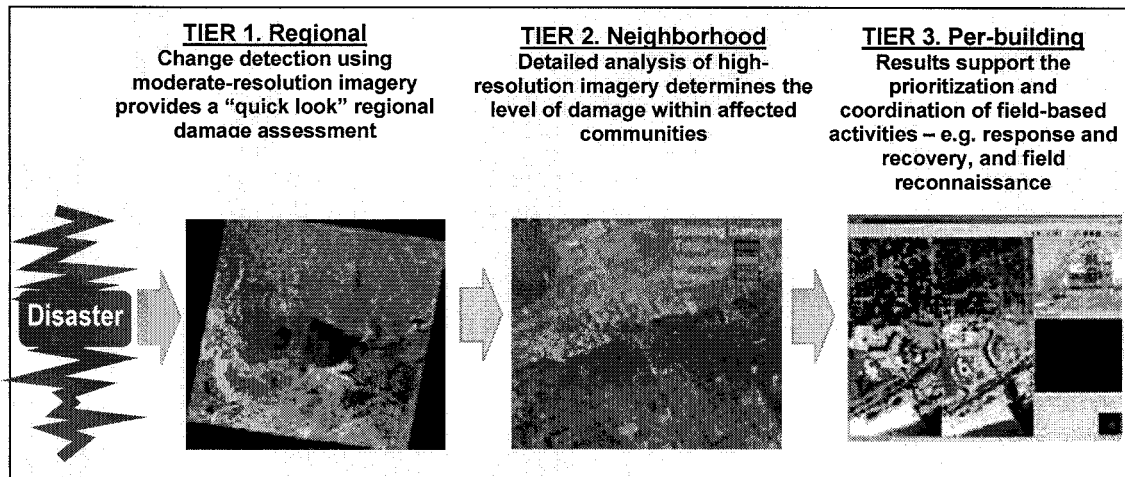 TIER 1. Regional
Change detection using
moderate-resolution imagery
provides a “quick look” regional
damage assessment
TIER 2. Neighborhood
Detailed analysis of high-
resolution imagery determines the
level of damage within affected
communities
TIER 3. Per-building
Results support the
prioritization and
coordination of field-based
activities – e.g. response and
recovery, and field
reconnaissance
Disaster